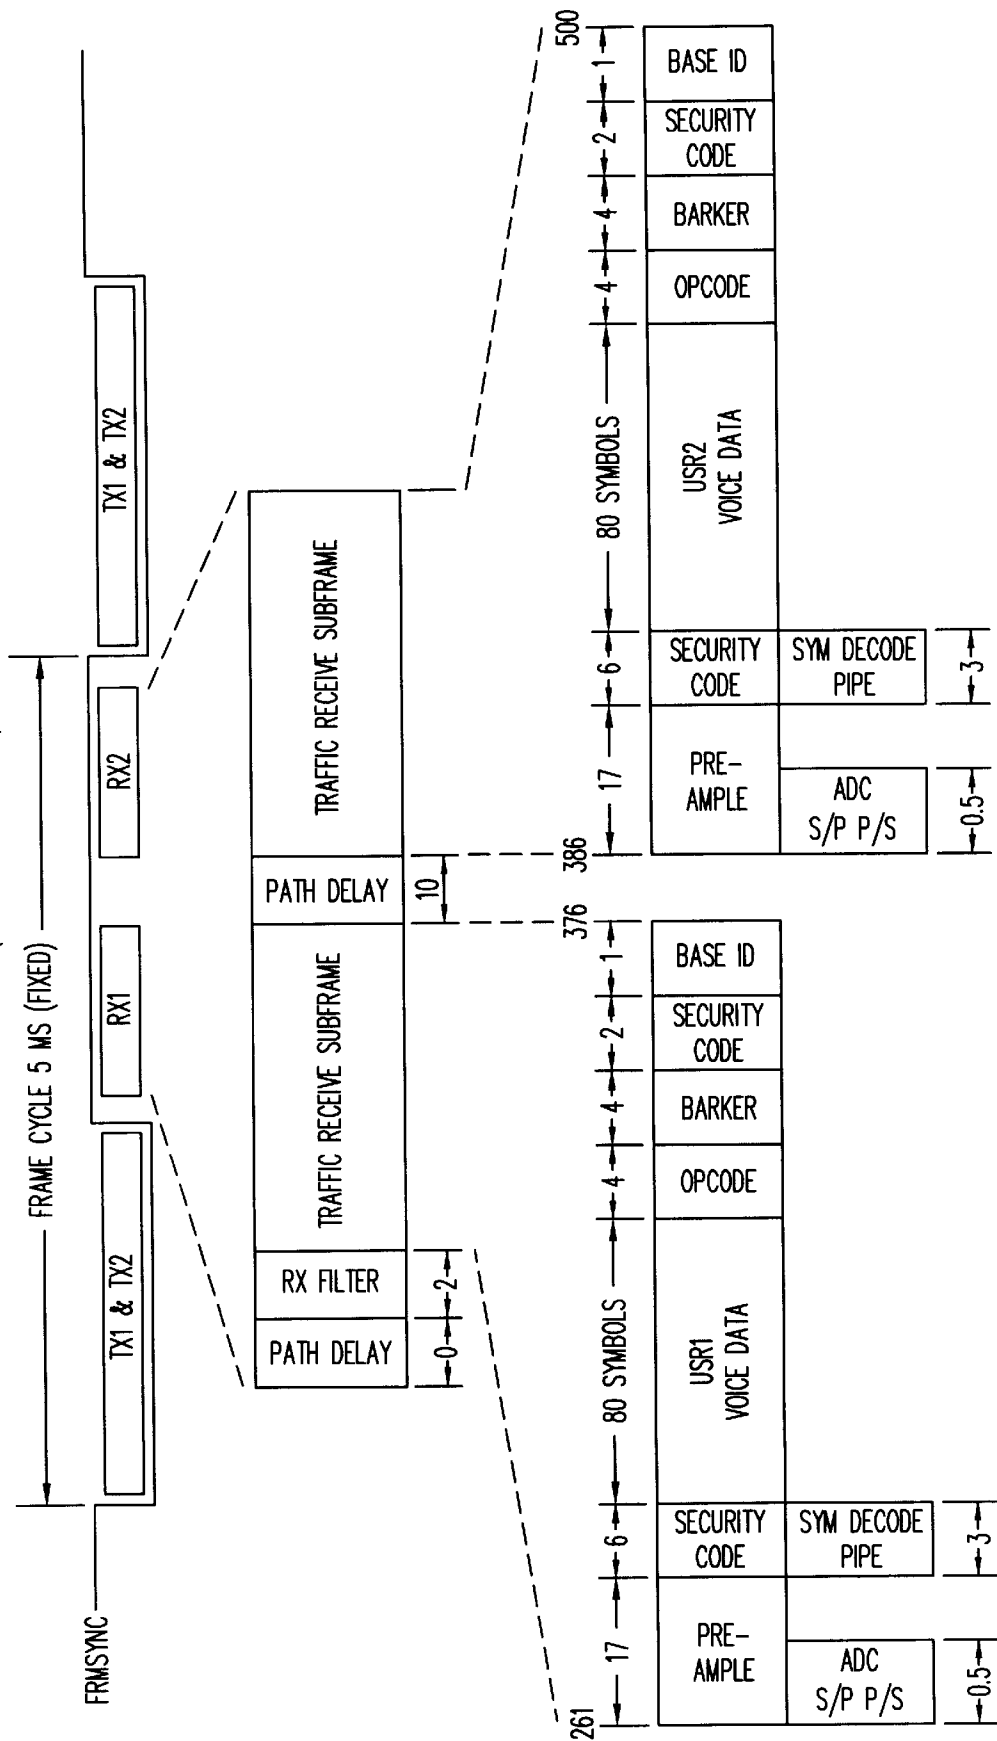 FRAME CYCLE 5 MS (FIXED)
FRMSYNC
TX1 & TX2
RX1
RX2
TX1 & TX2
PATH DELAY
RX FILTER
TRAFFIC RECEIVE SUBFRAME
PATH DELAY
TRAFFIC RECEIVE SUBFRAME
0
2
10
261
376
386
500
17
6
80 SYMBOLS
4
4
2
1
17
6
80 SYMBOLS
4
4
2
1
PRE-
AMPLE
SECURITY
CODE
USR1
VOICE DATA
OPCODE
BARKER
SECURITY
CODE
BASE ID
PRE-
AMPLE
SECURITY
CODE
USR2
VOICE DATA
OPCODE
BARKER
SECURITY
CODE
BASE ID
ADC
S/P P/S
SYM DECODE
PIPE
ADC
S/P P/S
SYM DECODE
PIPE
0.5
3
0.5
3